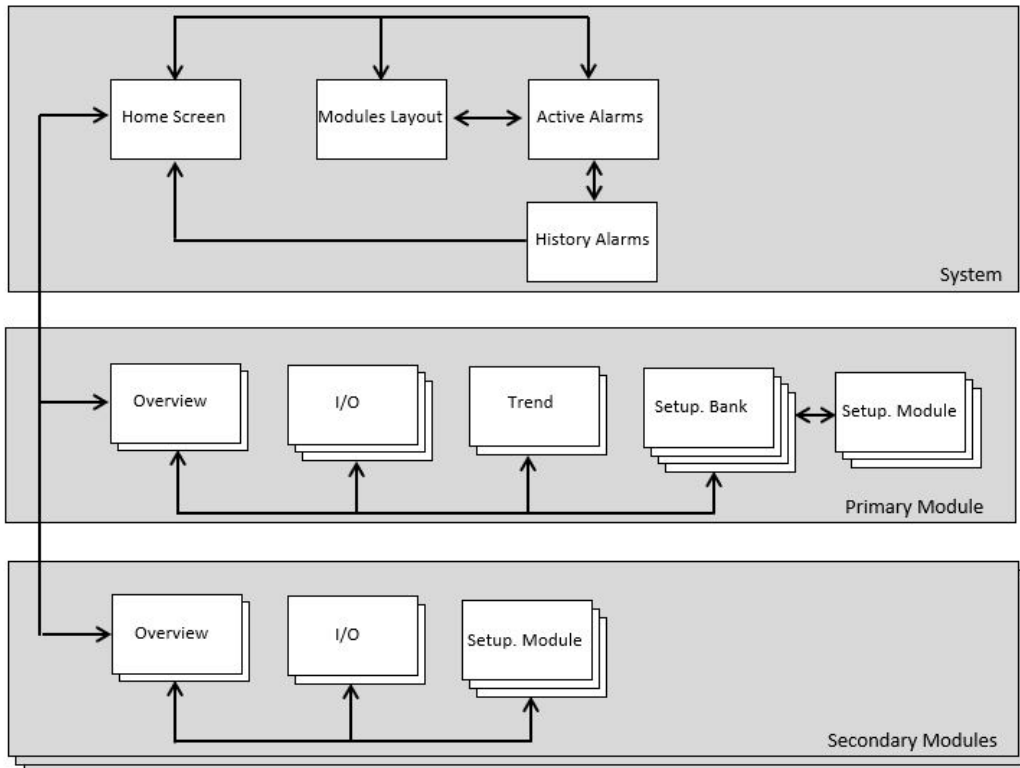 Home Screen
Modules Layout
Active Alarms
History Alarms
System
Overview
I/O
Trend
Setup. Bank
Setup. Module
Primary Module
Overview
I/O
Setup. Module
Secondary Modules